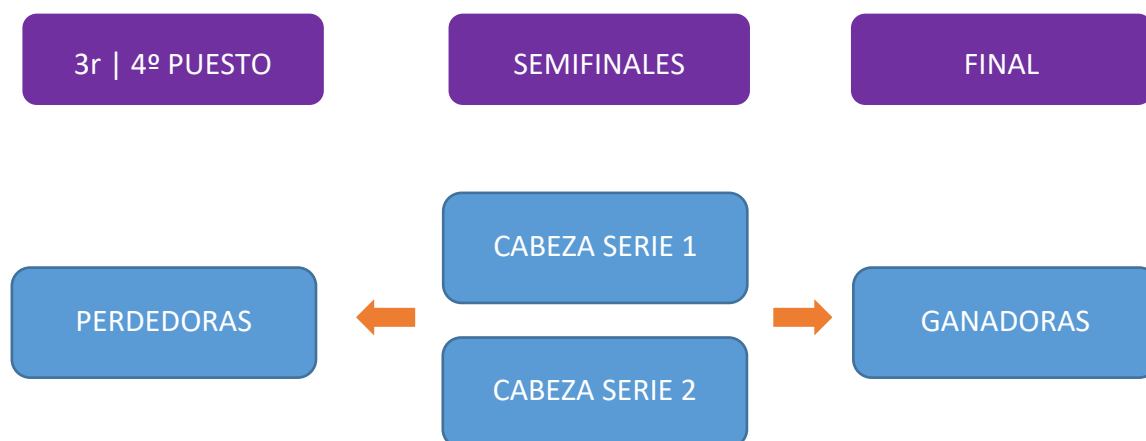 3r | 4º PUESTO
SEMIFINALES
FINAL
CABEZA SERIE 1
PERDEDORAS
GANADORAS
CABEZA SERIE 2